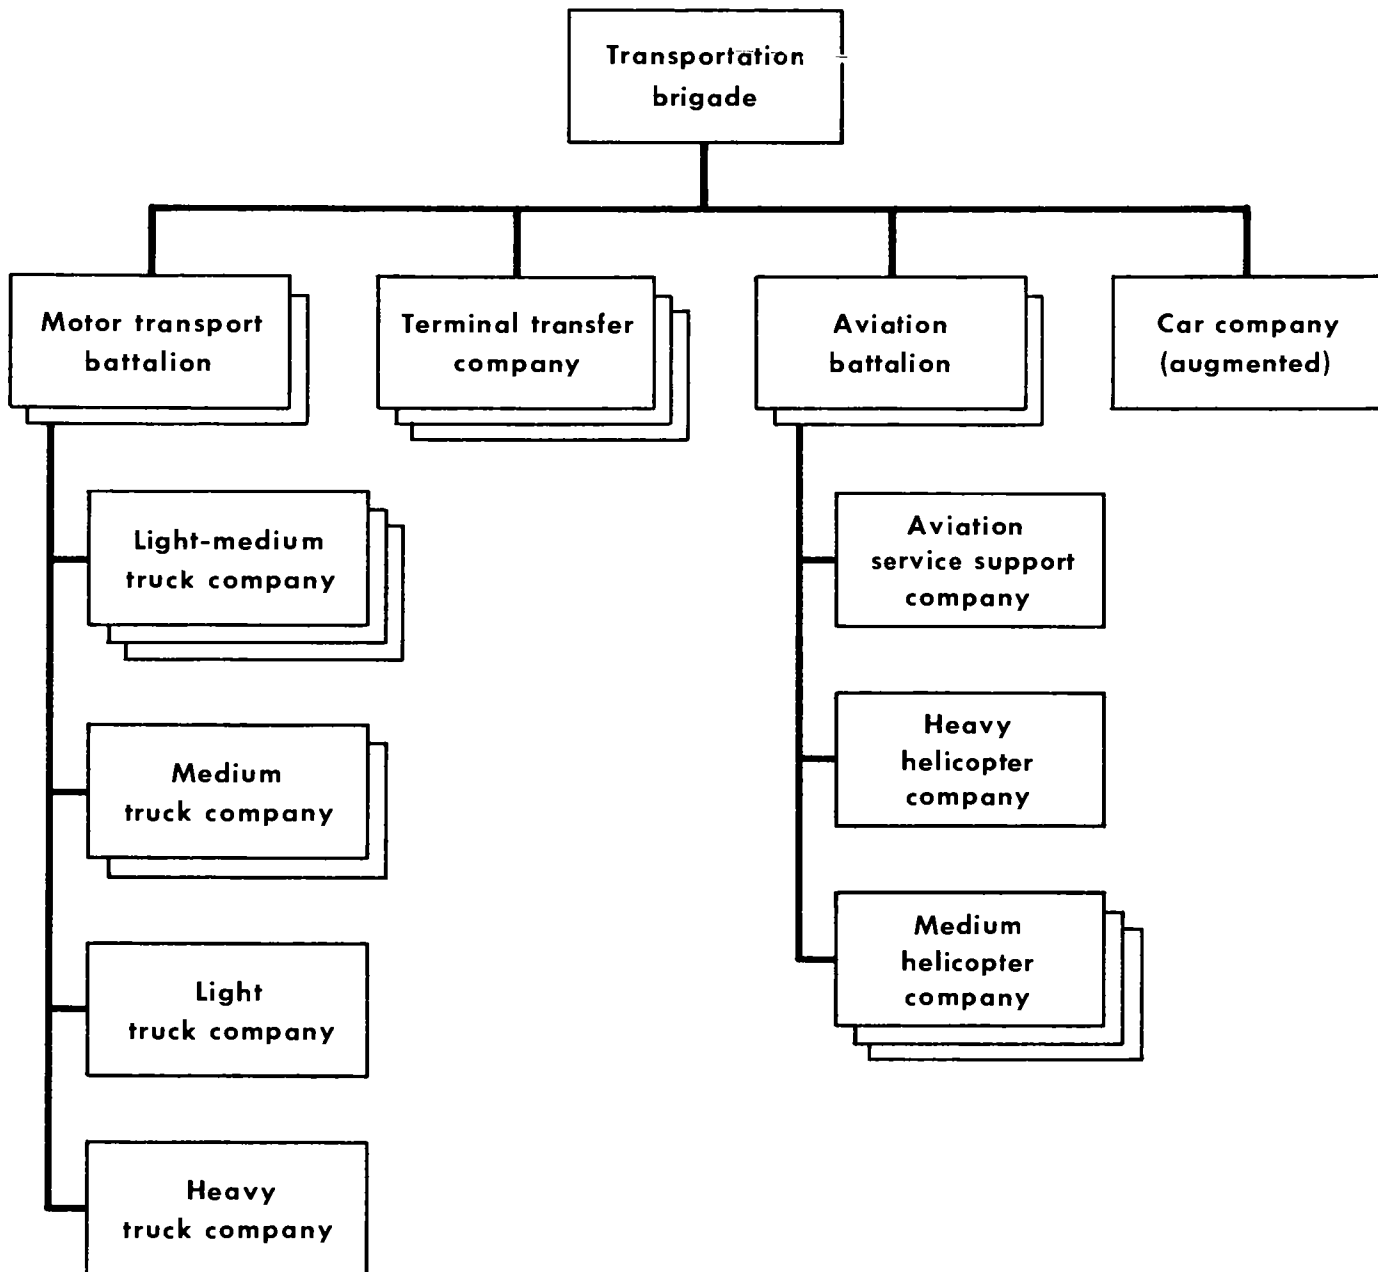 Transportation
brigade
Motor transport
battalion
Terminal transfer
company
Aviation
battalion
Car company
(augmented)
Light-medium
truck company
Medium
truck company
Light
truck company
Heavy
truck company
Aviation
service support
company
Heavy
helicopter
company
Medium
helicopter
company